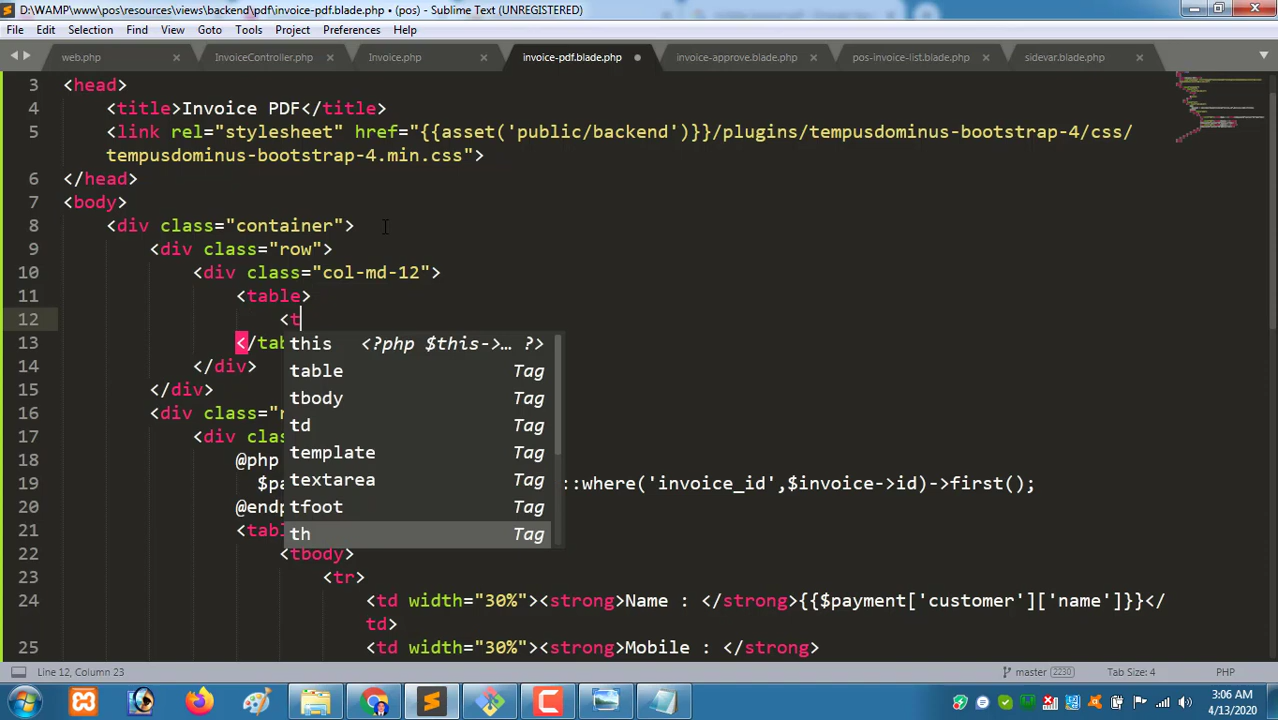 D:\WAMP\www\pos\resources\views\backend\pdf\invoice-pdf.blade.php • (pos) - Sublime Text (UNREGISTERED)
File Edit Selection Find View Goto Tools Project Preferences Help
web.php InvoiceController.php Invoice.php invoice-pdf.blade.php invoice-approve.blade.php pos-invoice-list.blade.php sidevar.blade.php
3 <head>
4 <title>Invoice PDF</title>
5 <link rel="stylesheet" href="{{asset('public/backend')}}/plugins/tempusdominus-bootstrap-4/css/
tempusdominus-bootstrap-4.min.css">
6 </head>
7 <body>
8 <div class="container">
9 <div class="row">
10 <div class="col-md-12">
11 <table>
12 <t
13 </tab
this <?php $this->… ?>
14 </div>
table Tag
15 </div>
tbody Tag
16 <div class="r
td Tag
17 <div clas
template Tag
18 @php
textarea Tag
19 $pa ::where('invoice_id',$invoice->id)->first();
20 @endp
tfoot Tag
21 <tabl
th Tag
22 <tbody>
23 <tr>
24 <td width="30%"><strong>Name : </strong>{{$payment['customer']['name']}}</
td>
25 <td width="30%"><strong>Mobile : </strong>
Line 12, Column 23 master 2230 Tab Size: 4 PHP
3:06 AM
4/13/2020